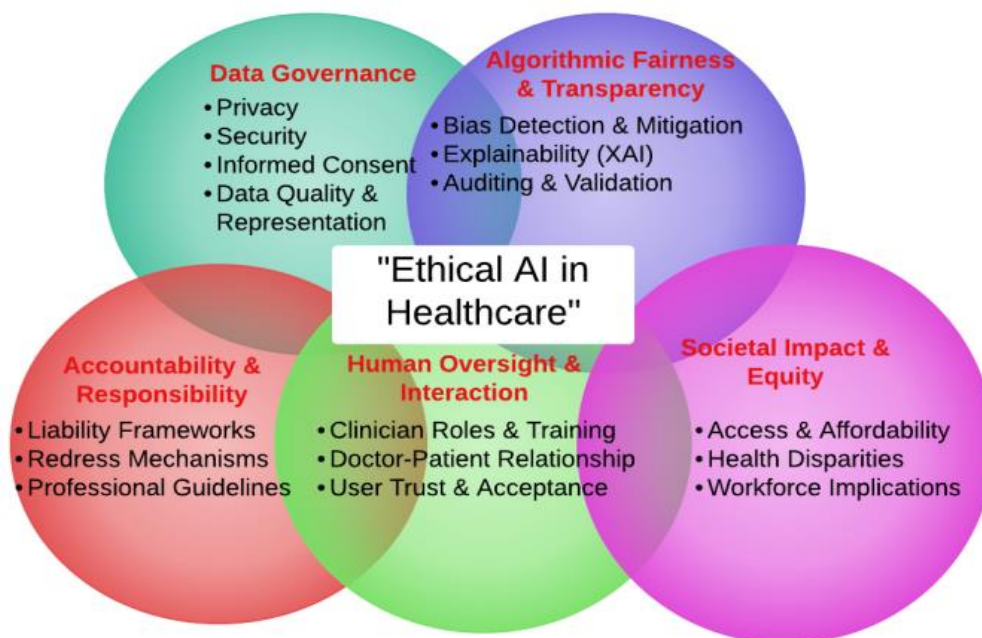 Data Governance
• Privacy
• Security
• Informed Consent
• Data Quality &
Representation
Algorithmic Fairness
& Transparency
• Bias Detection & Mitigation
• Explainability (XAI)
• Auditing & Validation
"Ethical AI in
Healthcare"
Accountability &
Responsibility
• Liability Frameworks
• Redress Mechanisms
• Professional Guidelines
Human Oversight &
Interaction
• Clinician Roles & Training
• Doctor-Patient Relationship
• User Trust & Acceptance
Societal Impact &
Equity
• Access & Affordability
• Health Disparities
• Workforce Implications